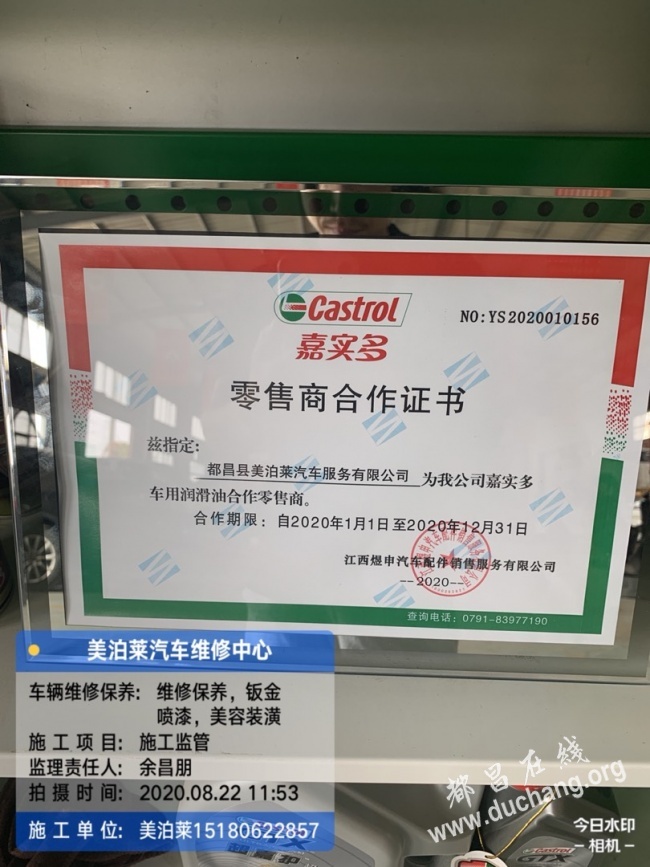 Castrol
NO:YS2020010156
嘉实多
零售商合作证书
兹指定:
都昌县美泊莱汽车服务有限公司 为我公司嘉实多
车用润滑油合作零售商。
合作期限: 自2020年1月1日至2020年12月31日
江西煜申汽车配件销售服务有限公司
--2020--
查询电话: 0791-83977190
美泊莱汽车维修中心
车辆维修保养: 维修保养, 钣金
喷漆, 美容装潢
施工项目: 施工监管
监理责任人: 余昌朋
拍摄时间: 2020.08.22 11:53
施工单位: 美泊莱15180622857
都昌在线
www.duchang.org
今日水印
-相机-
Castrol
GTX